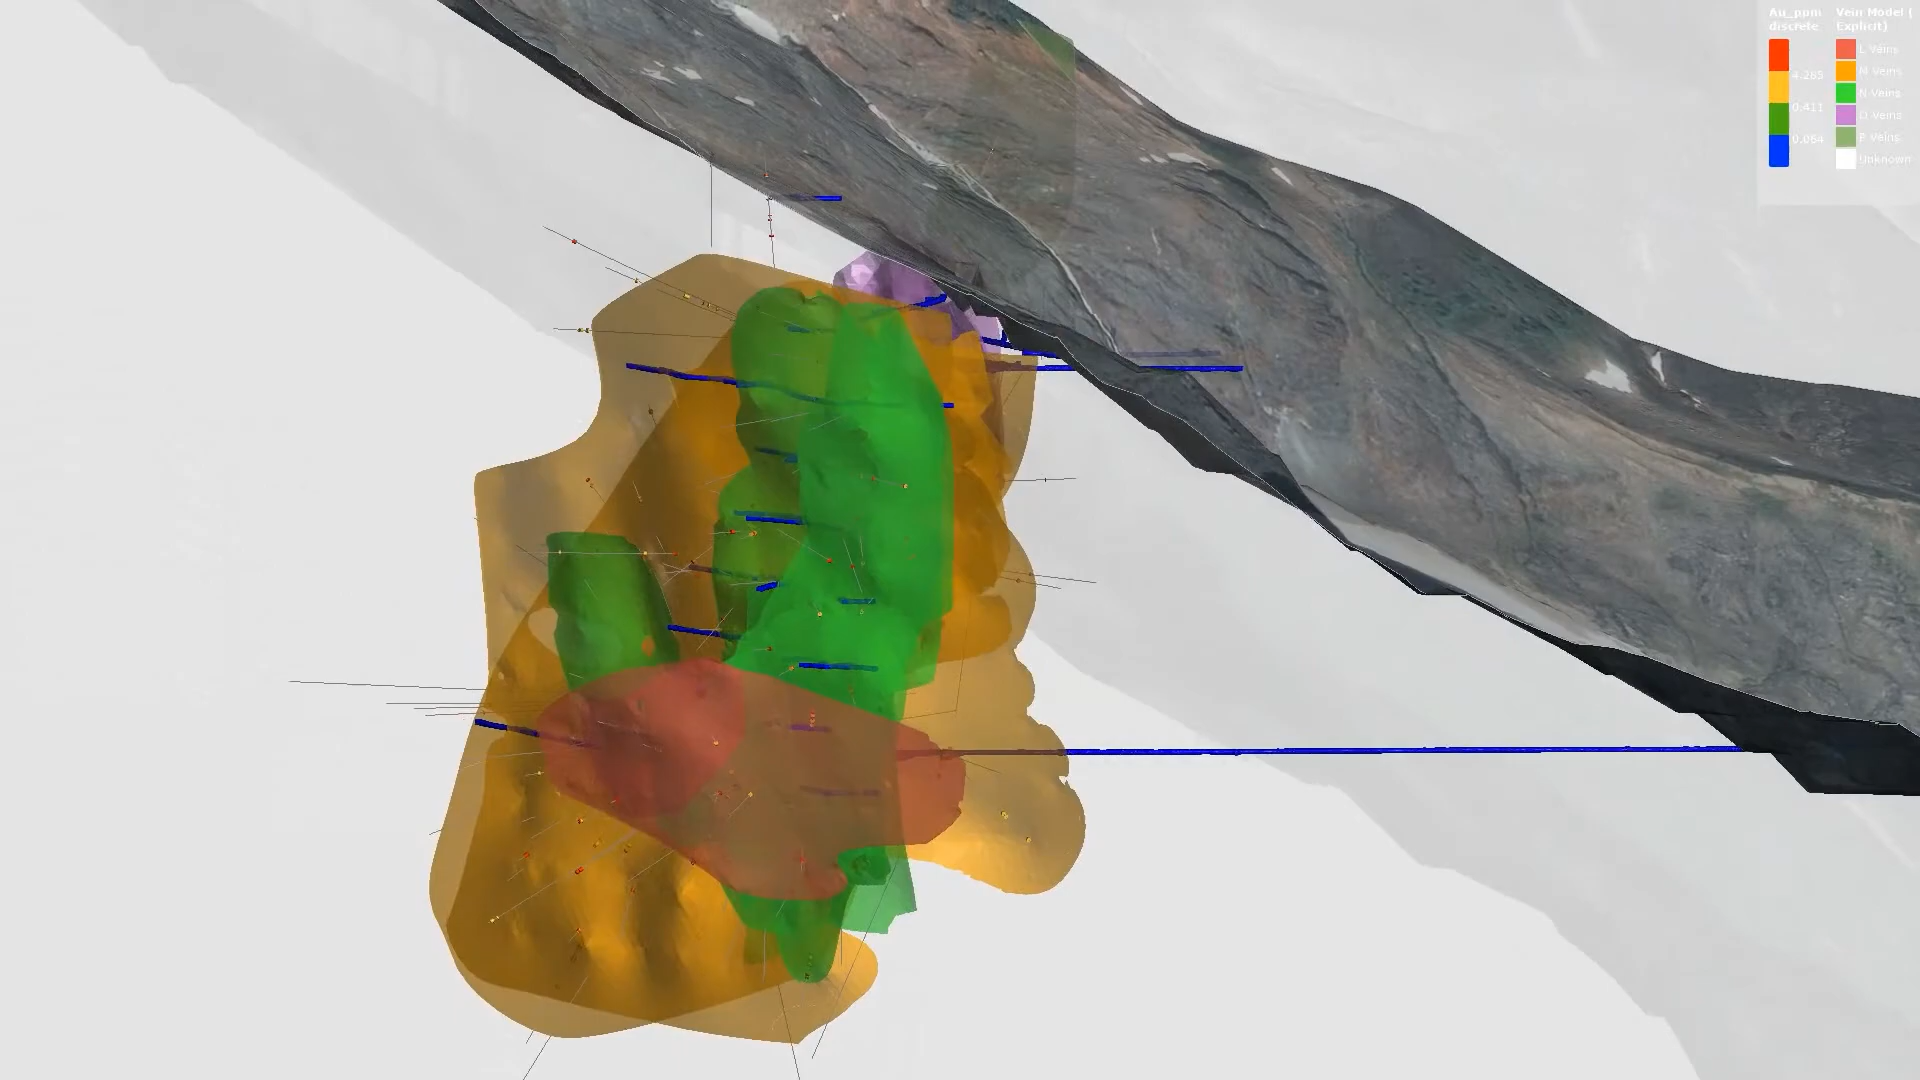 Au_ppm
discrete
4.285
0.411
0.064
Vein Model (
Explicit)
L Veins
M Veins
N Veins
O Veins
P Veins
Unknown